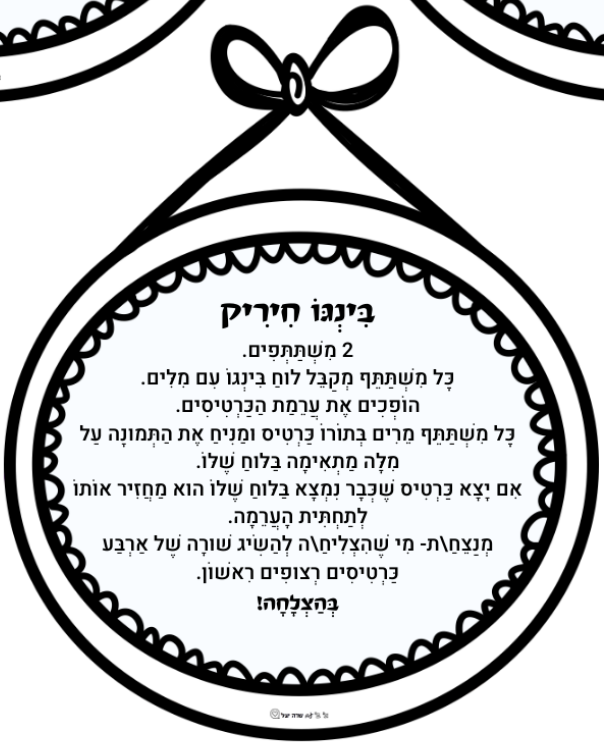 בִּינְגּוֹ חִירִיק
2 מִשְׁתַּתְּפִים.
כָּל מִשְׁתַּתֵּף מְקַבֵּל לוּחַ בִּינְגוֹ עִם מִלִּים.
הוֹפְכִים אֶת עֲרֵמַת הַכַּרְטִיסִים.
כָּל מִשְׁתַּתֵּף מֵרִים בְּתוֹרוֹ כַּרְטִיס וּמַנִּיחַ אֶת הַתְּמוּנָה עַל
מִלָּה מַתְאִימָה בַּלּוּחַ שֶׁלּוֹ.
אִם יָצָא כַּרְטִיס שֶׁכְּבָר נִמְצָא בַּלּוּחַ שֶׁלּוֹ הוּא מַחֲזִיר אוֹתוֹ
לְתַחְתִּית הָעֲרֵמָה.
מְנַצֵּחַ\ת- מִי שֶׁהִצְלִיחַ\ה לְהַשִּׂיג שׁוּרָה שֶׁל אַרְבַּע
כַּרְטִיסִים רְצוּפִים רִאשׁוֹן.
בְּהַצְלָחָה!